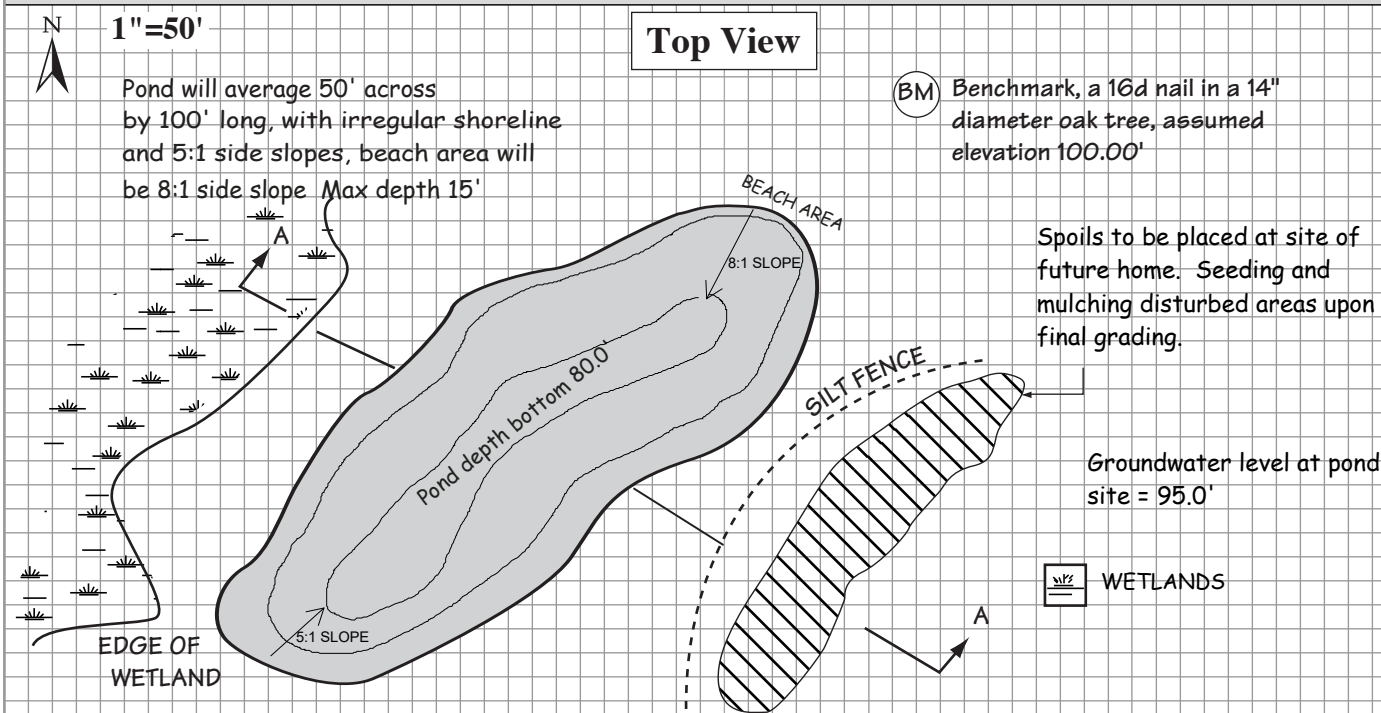 N
1"=50'
Top View
Pond will average 50' across
by 100' long, with irregular shoreline
and 5:1 side slopes, beach area will
be 8:1 side slope Max depth 15'
BM
Benchmark, a 16d nail in a 14"
diameter oak tree, assumed
elevation 100.00'
BEACH AREA
A
8:1 SLOPE
Spoils to be placed at site of
future home. Seeding and
mulching disturbed areas upon
final grading.
Pond depth bottom 80.0'
SILT FENCE
Groundwater level at pond
site = 95.0'
WETLANDS
A
5:1 SLOPE
EDGE OF
WETLAND